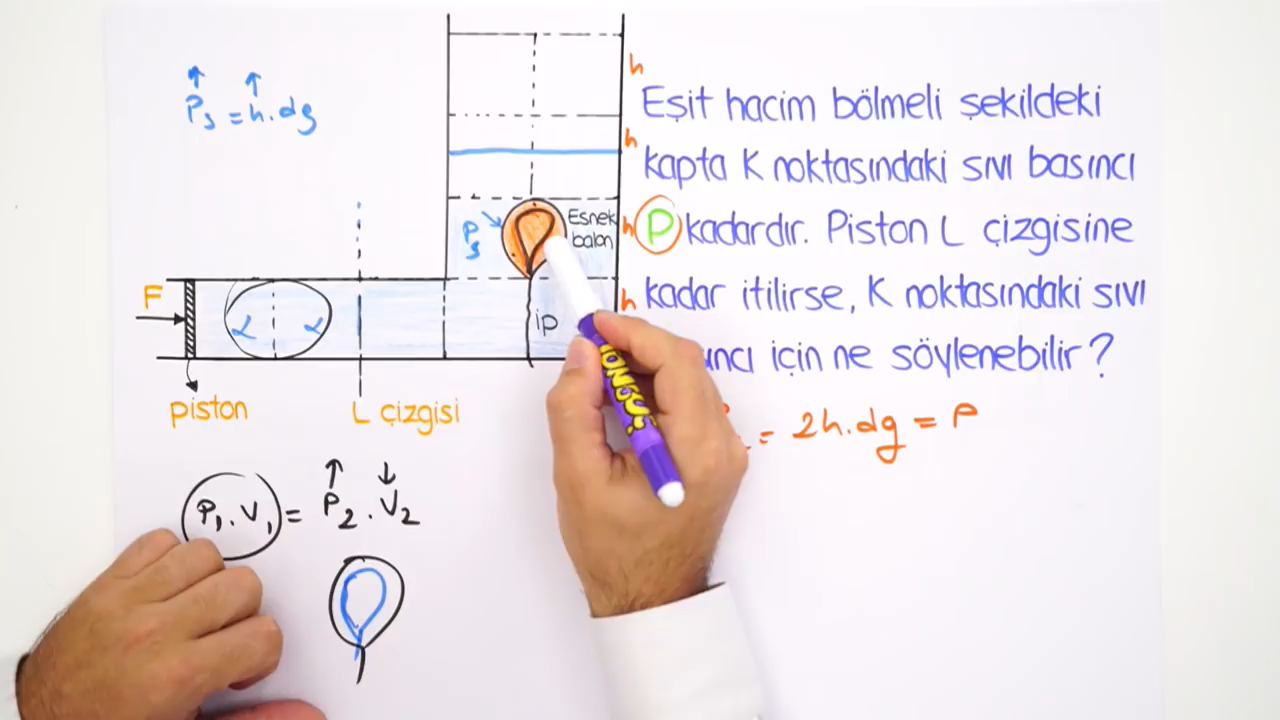 Ps = h.dg
h
Eşit hacim bölmeli şekildeki
h
kapta K noktasındaki sıvı basıncı
h
P kadardır. Piston L çizgisine
h
kadar itilirse, K noktasındaki sıvı
için ne söylenebilir?
= 2h.dg = P
Ps
Esnek
balon
ip
F
piston
L çizgisi
P1.V1 = P2.V2
TONGUÇ